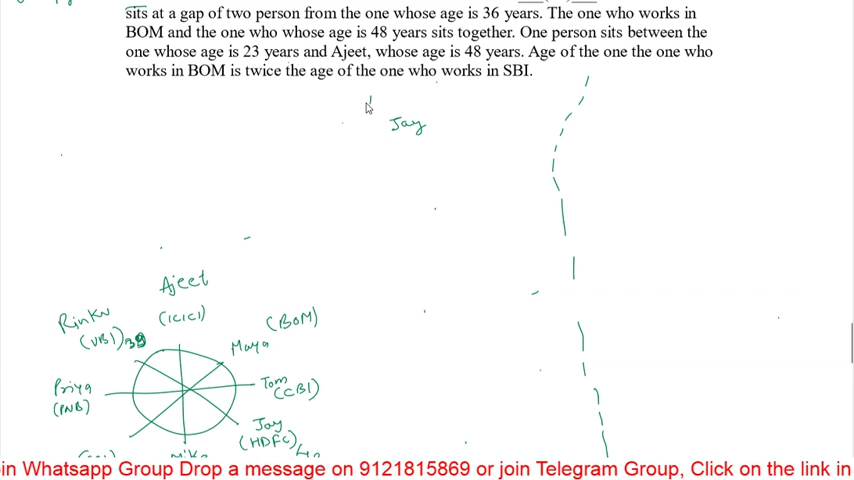 sits at a gap of two person from the one whose age is 36 years. The one who works in
BOM and the one who whose age is 48 years sits together. One person sits between the
one whose age is 23 years and Ajeet, whose age is 48 years. Age of the one the one who
works in BOM is twice the age of the one who works in SBI.
Jay
Ajeet
(ICICI)
Rinku
(UBI) 39
(BOM)
Maya
Priya
(PNB)
Tom
(CBI)
Jay
(HDFC)
in Whatsapp Group Drop a message on 9121815869 or join Telegram Group, Click on the link in